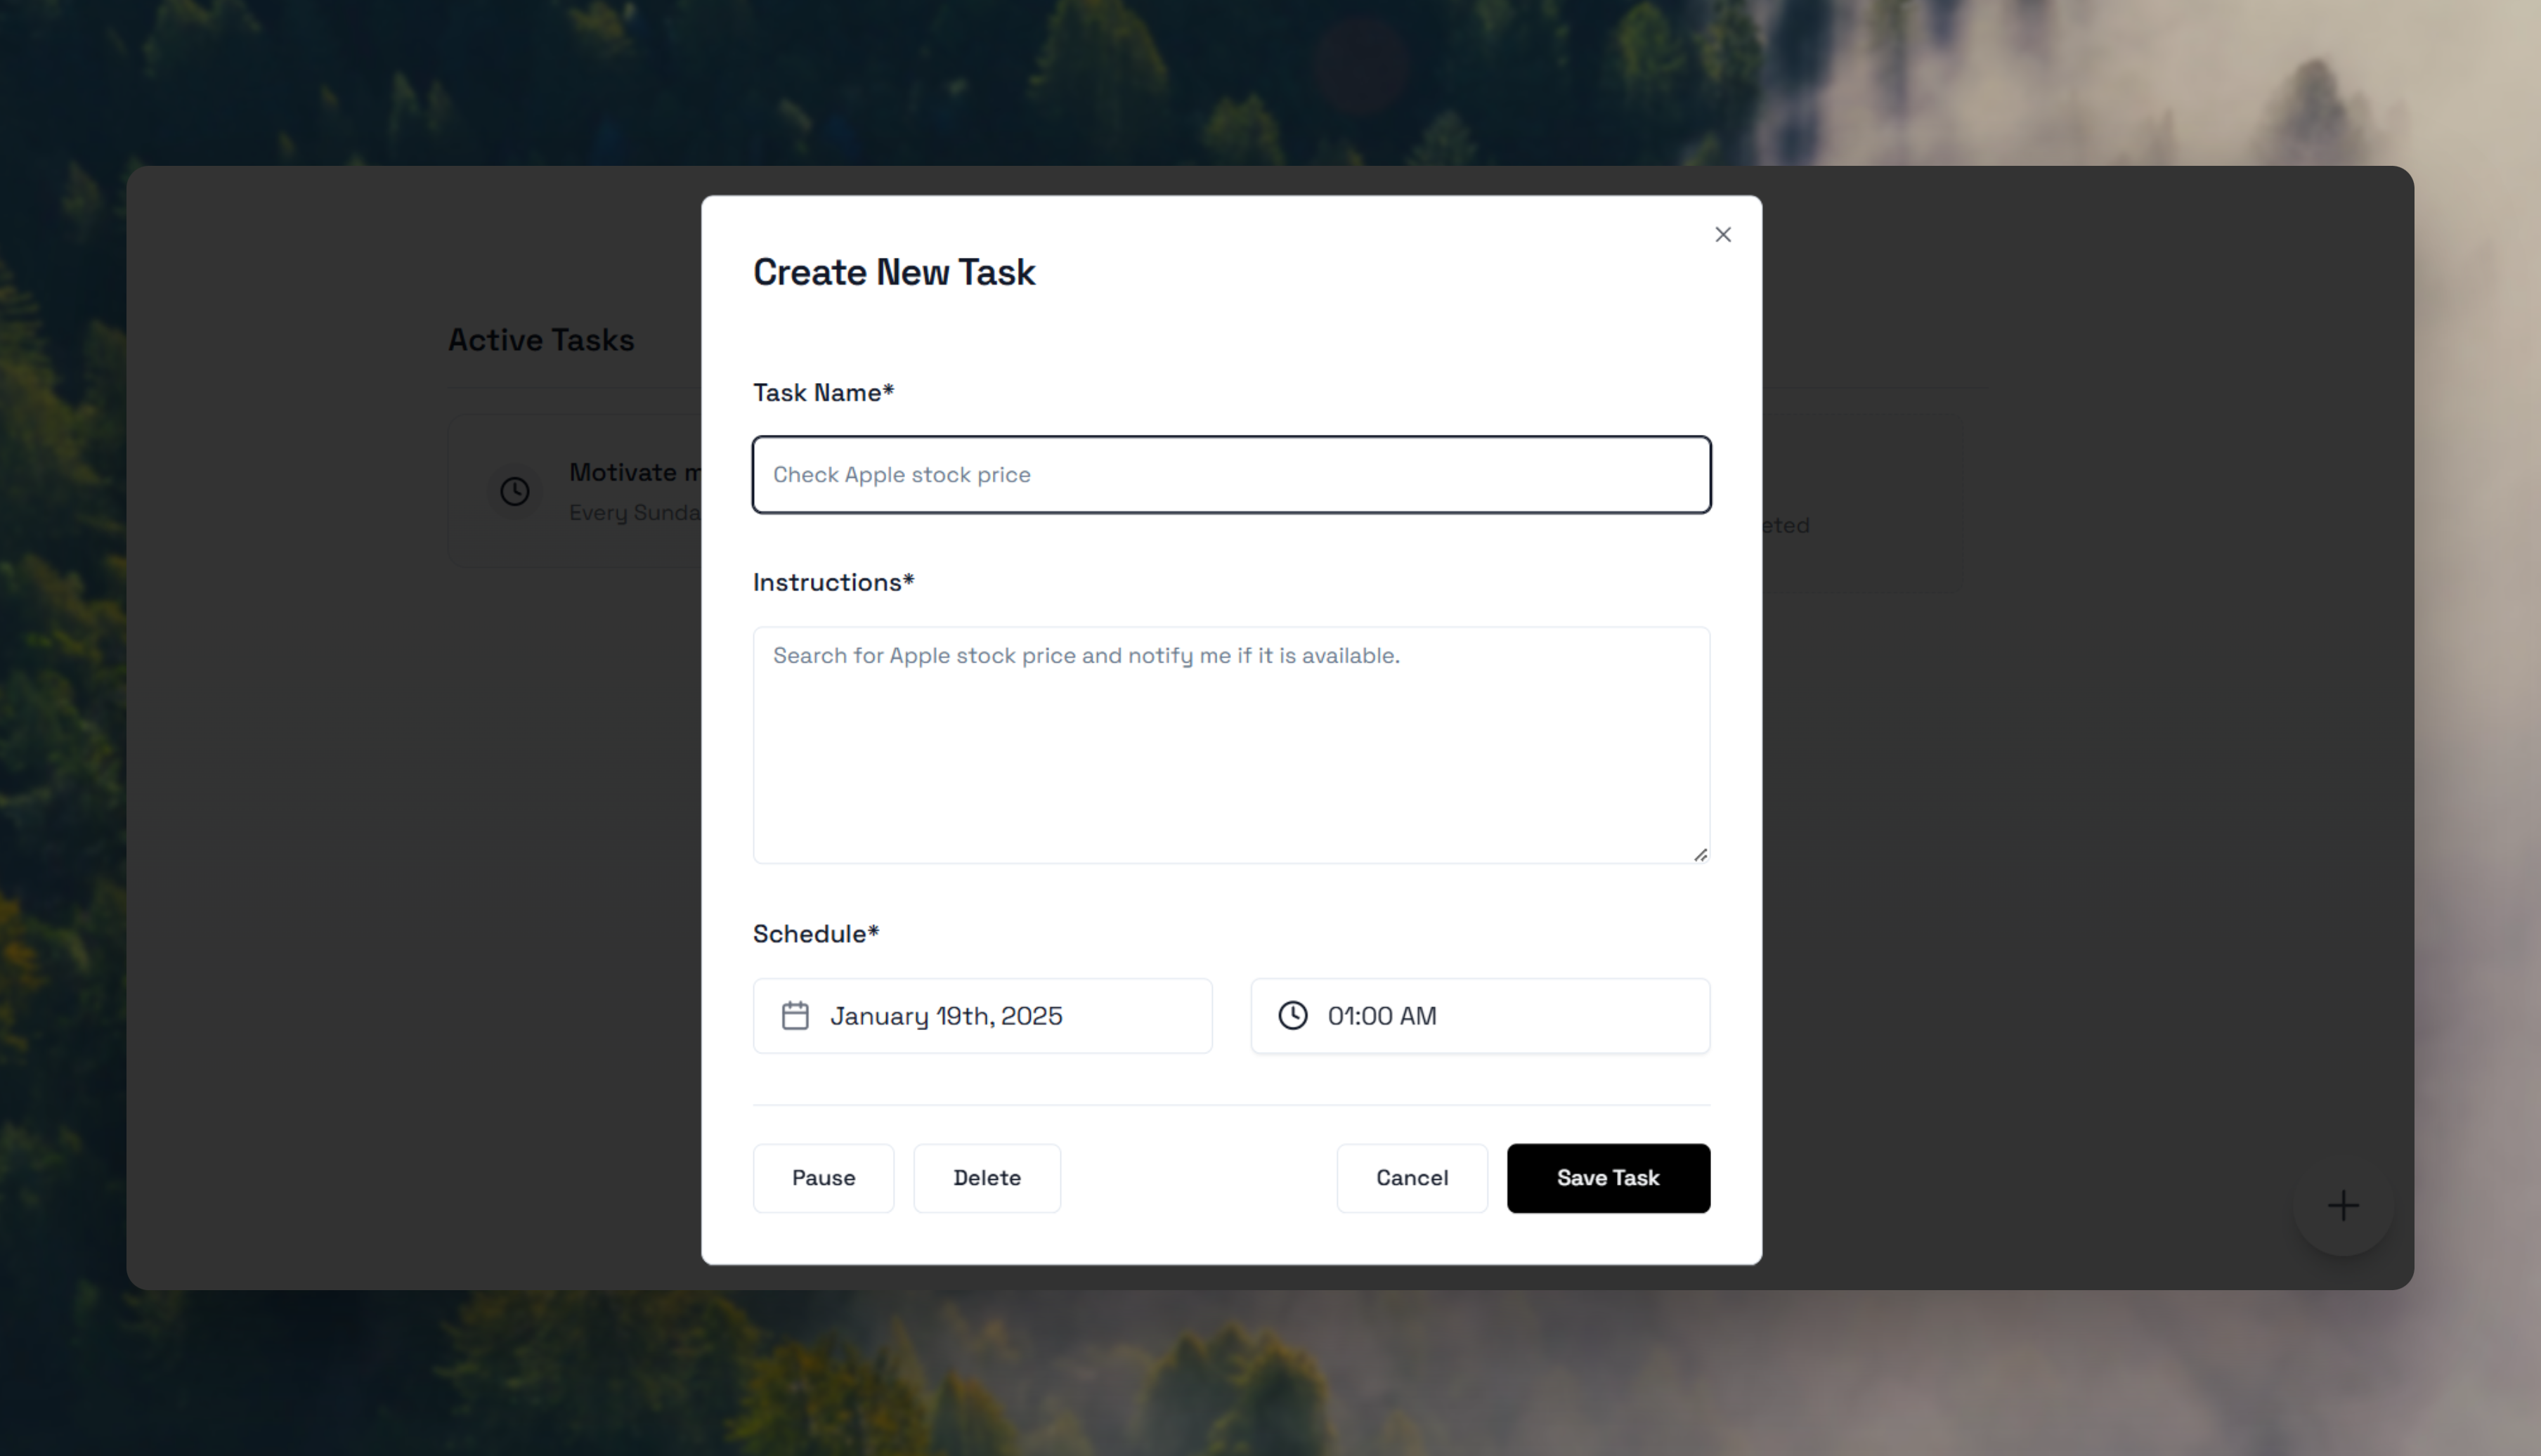 Create New Task
Active Tasks
Task Name*
Check Apple stock price
Motivate
Every
eted
Instructions*
Search for Apple stock price and notify me if it is available.
Schedule*
January 19th, 2025
01:00 AM
Pause
Delete
Cancel
Save Task